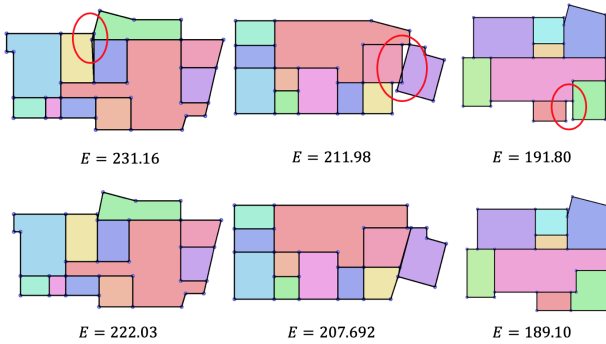 E = 231.16
E = 211.98
E = 191.80
E = 222.03
E = 207.692
E = 189.10